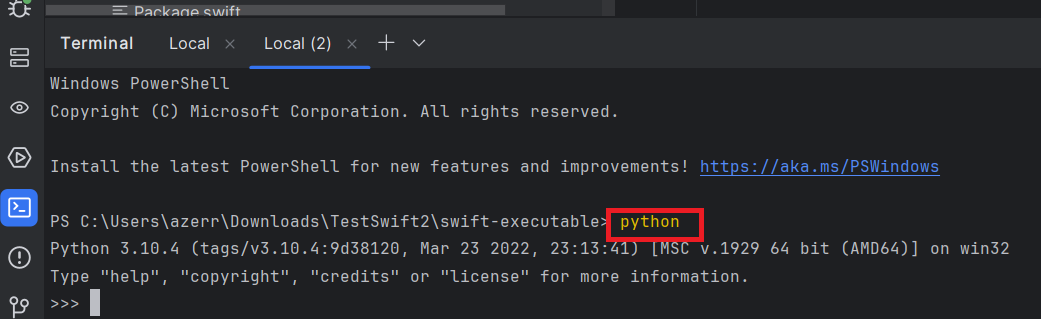 Package.swift
Terminal Local Local (2)
Windows PowerShell
Copyright (C) Microsoft Corporation. All rights reserved.
Install the latest PowerShell for new features and improvements! https://aka.ms/PSWindows
PS C:\Users\azerr\Downloads\TestSwift2\swift-executable> python
Python 3.10.4 (tags/v3.10.4:9d38120, Mar 23 2022, 23:13:41) [MSC v.1929 64 bit (AMD64)] on win32
Type "help", "copyright", "credits" or "license" for more information.
>>>